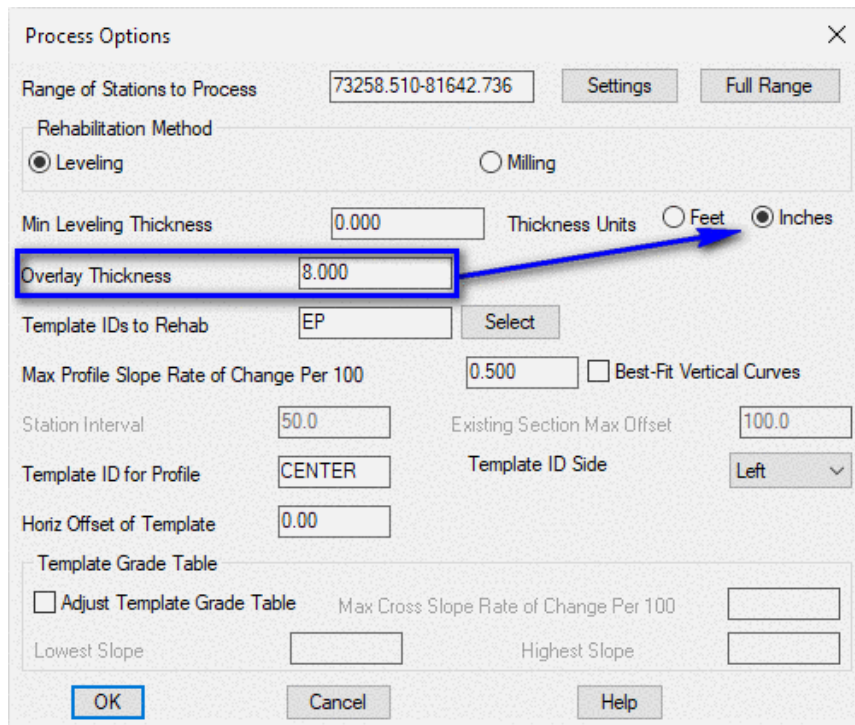 Process Options
Range of Stations to Process 73258.510-81642.736 Settings Full Range
Rehabilitation Method
Leveling Milling
Min Leveling Thickness 0.000 Thickness Units Feet Inches
Overlay Thickness 8.000
Template IDs to Rehab EP Select
Max Profile Slope Rate of Change Per 100 0.500 Best-Fit Vertical Curves
Station Interval 50.0 Existing Section Max Offset 100.0
Template ID for Profile CENTER Template ID Side Left
Horiz Offset of Template 0.00
Template Grade Table
Adjust Template Grade Table Max Cross Slope Rate of Change Per 100
Lowest Slope Highest Slope
OK Cancel Help